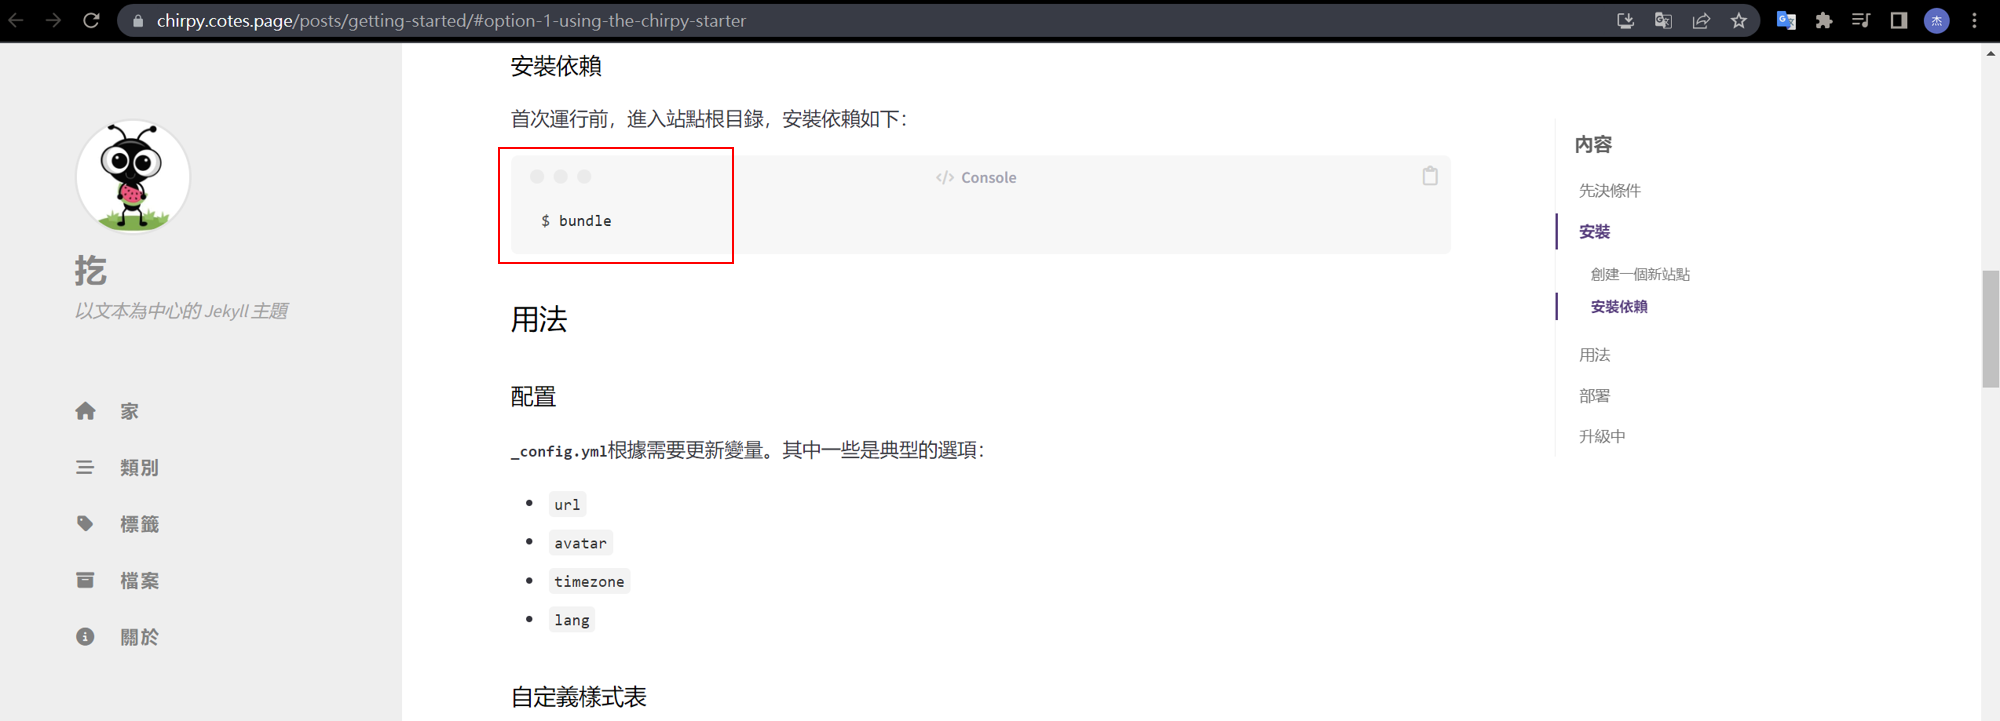 chirpy.cotes.page/posts/getting-started/#option-1-using-the-chirpy-starter
杰
扢
以文本為中心的 Jekyll 主題
家
類別
標籤
檔案
關於
安裝依賴
首次運行前，進入站點根目錄，安裝依賴如下：
</> Console
$ bundle
用法
配置
_config.yml根據需要更新變量。其中一些是典型的選項：
url
avatar
timezone
lang
自定義樣式表
內容
先決條件
安裝
創建一個新站點
安裝依賴
用法
部署
升級中